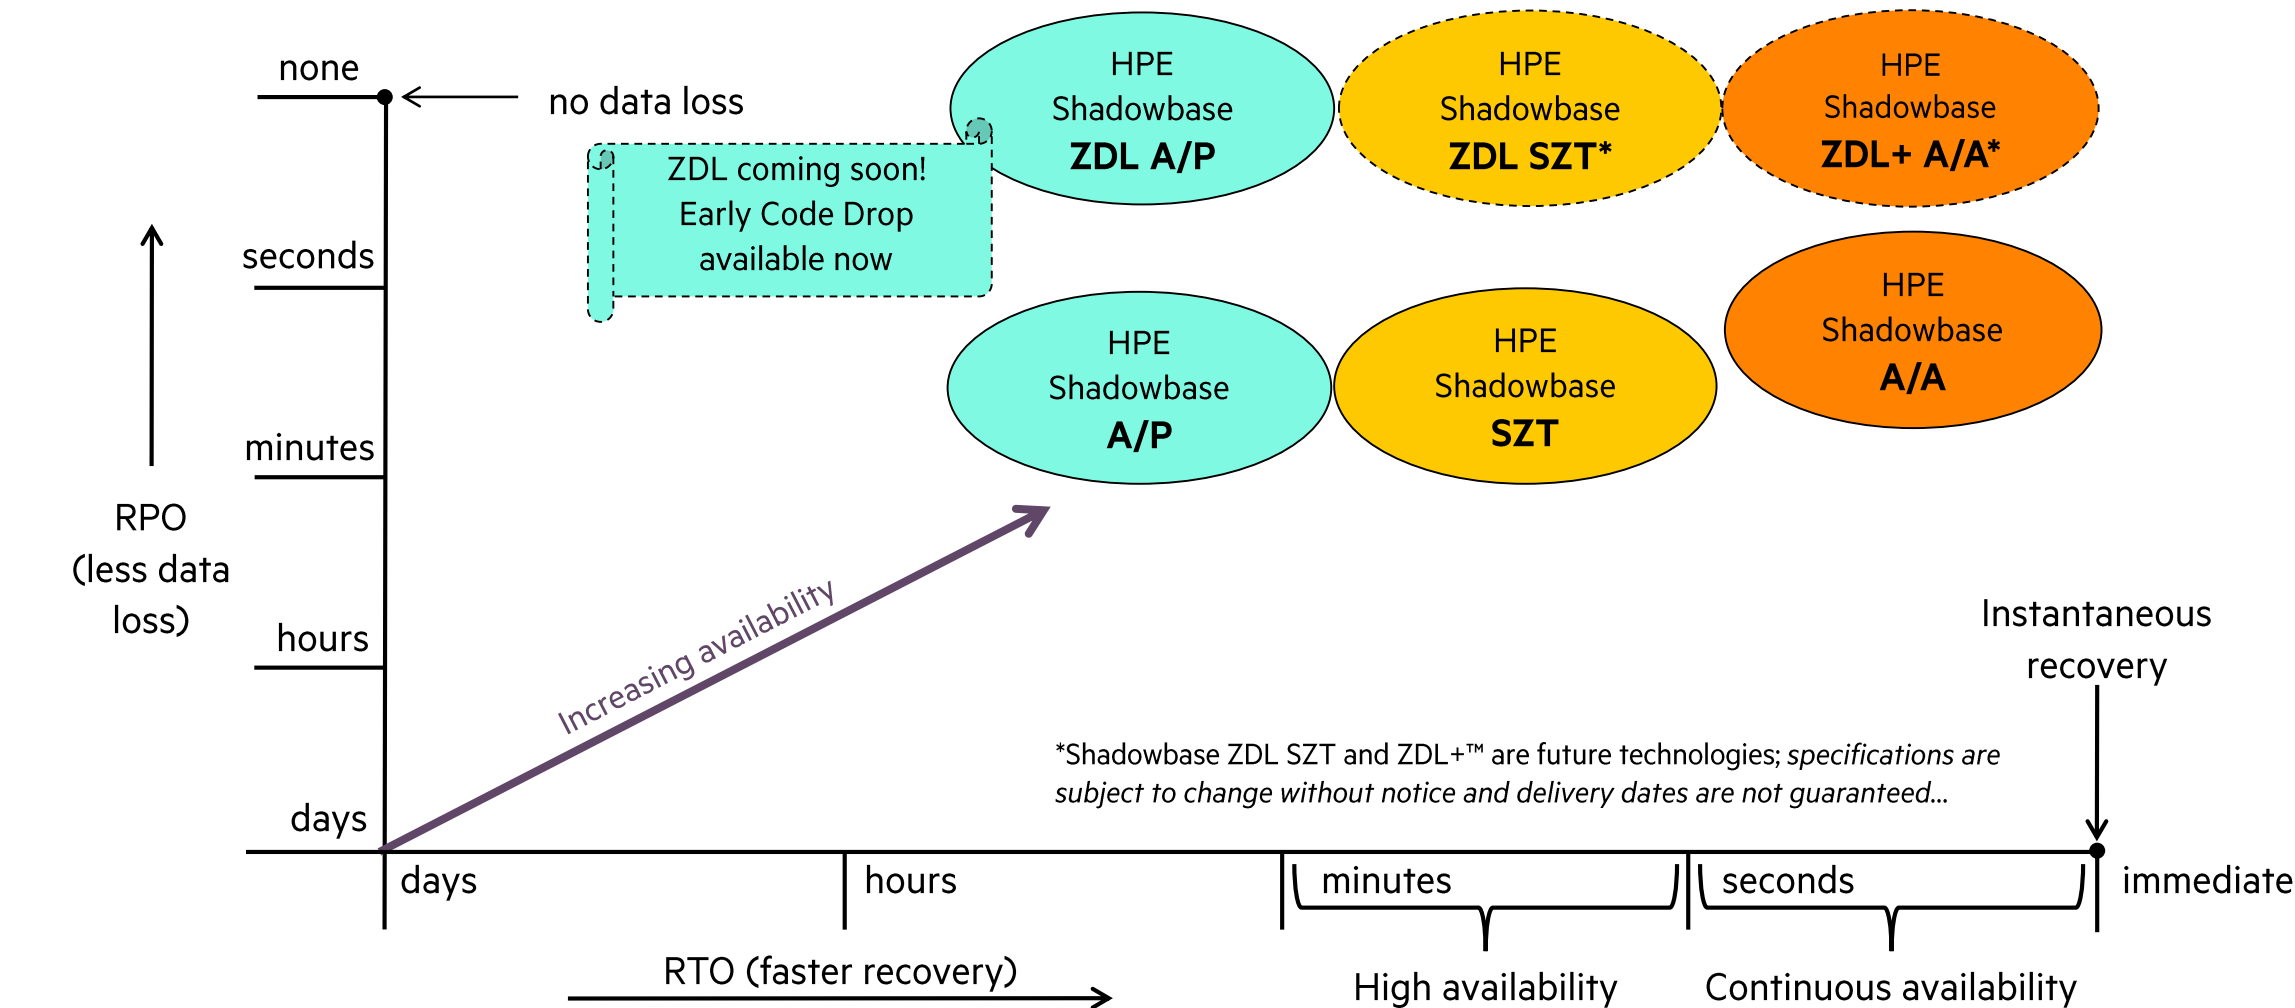 none
no data loss
HPE
Shadowbase
ZDL A/P
HPE
Shadowbase
ZDL SZT*
HPE
Shadowbase
ZDL+ A/A*
ZDL coming soon!
Early Code Drop
available now
seconds
HPE
Shadowbase
A/P
HPE
Shadowbase
SZT
HPE
Shadowbase
A/A
minutes
RPO
(less data
loss)
hours
Increasing availability
Instantaneous
recovery
*Shadowbase ZDL SZT and ZDL+™ are future technologies; specifications are
subject to change without notice and delivery dates are not guaranteed...
days
days
hours
minutes
seconds
immediate
RTO (faster recovery)
High availability
Continuous availability